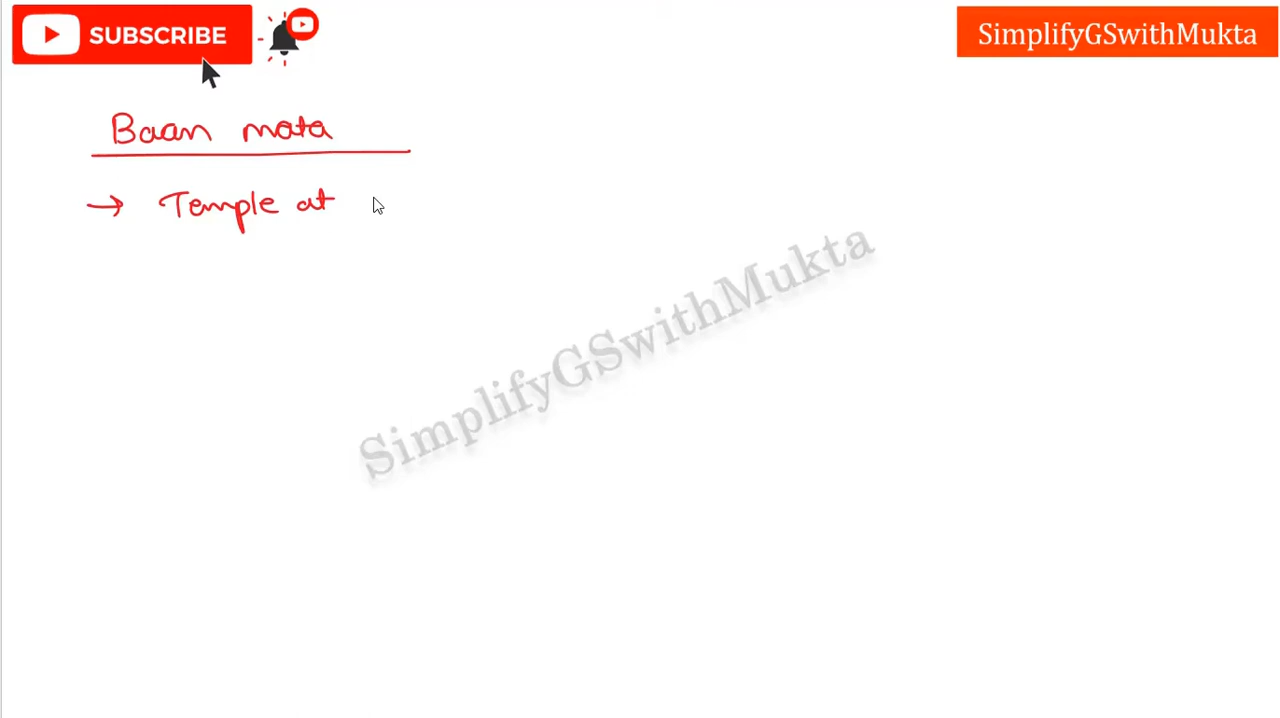 SUBSCRIBE
SimplifyGSwithMukta
Baan mata
→ Temple at
SimplifyGSwithMukta